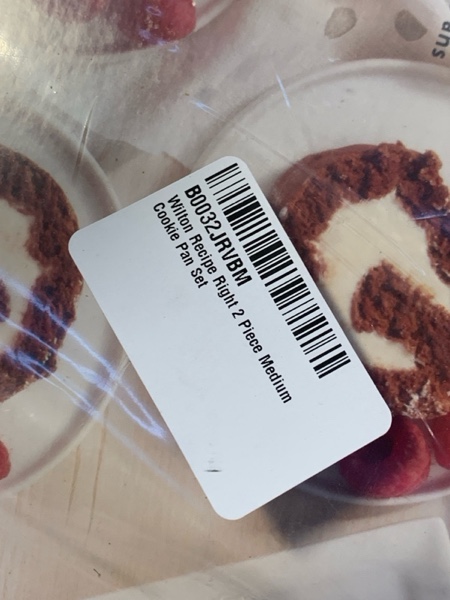 B0032JRVBM
Wilton Recipe Right 2 Piece Medium
Cookie Pan Set